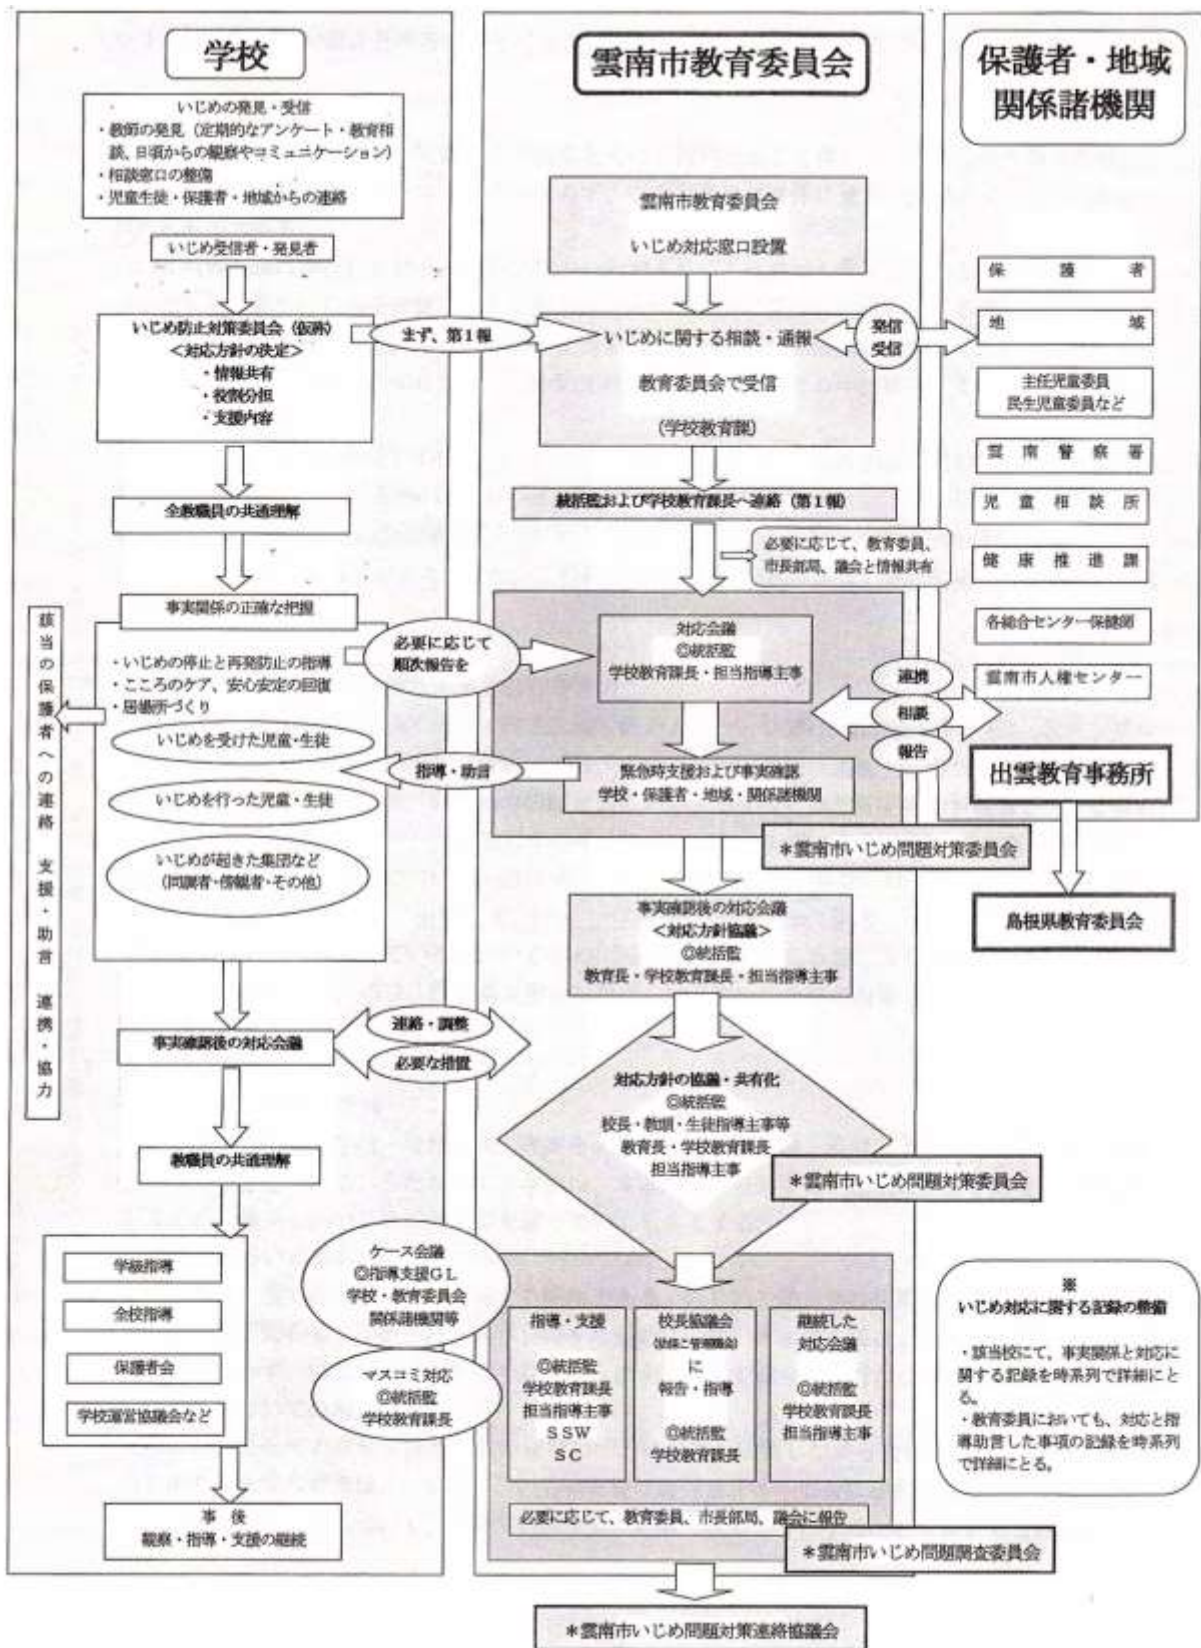 学校
いじめの発見・受信
・教師の発見（定期的なアンケート・教育相
談、日頃からの観察やコミュニケーション）
・相談窓口の整備
・児童生徒・保護者・地域からの連絡
いじめ受信者・発見者
いじめ防止対策委員会（仮称）
＜対応方針の決定＞
・情報共有
・役割分担
・支援内容
まず、第1報
全教職員の共通理解
事実関係の正確な把握
・いじめの停止と再発防止の指導
・こころのケア、安心安定の回復
・居場所づくり
いじめを受けた児童・生徒
いじめを行った児童・生徒
いじめが起きた集団など
（同調者・傍観者・その他）
該当の保護者への連絡　支援・助言　連携・協力
必要に応じて
順次報告を
指導・助言
事実確認後の対応会議
連絡・調整
必要な措置
教職員の共通理解
学級指導
全校指導
保護者会
学校運営協議会など
事　後
観察・指導・支援の継続
雲南市教育委員会
雲南市教育委員会
いじめ対応窓口設置
いじめに関する相談・通報
教育委員会で受信
（学校教育課）
発信
受信
統括監および学校教育課長へ連絡（第1報）
必要に応じて、教育委員、
市長部局、議会と情報共有
対応会議
◎統括監
学校教育課長・担当指導主事
緊急時支援および事実確認
学校・保護者・地域・関係諸機関
＊雲南市いじめ問題対策委員会
事実確認後の対応会議
＜対応方針協議＞
◎統括監
教育長・学校教育課長・担当指導主事
対応方針の協議・共有化
◎統括監
校長・教頭・生徒指導主事等
教育長・学校教育課長
担当指導主事
＊雲南市いじめ問題対策委員会
ケース会議
◎指導支援GL
学校・教育委員会
関係諸機関等
マスコミ対応
◎統括監
学校教育課長
指導・支援
◎統括監
学校教育課長
担当指導主事
SSW
SC
校長協議会
に
報告・指導
◎統括監
学校教育課長
継続した
対応会議
◎統括監
学校教育課長
担当指導主事
必要に応じて、教育委員、市長部局、議会に報告
＊雲南市いじめ問題調査委員会
＊雲南市いじめ問題対策連絡協議会
保護者・地域
関係諸機関
保護者
地域
主任児童委員
民生児童委員など
雲南警察署
児童相談所
健康推進課
各総合センター保健師
雲南市人権センター
連携
相談
報告
出雲教育事務所
島根県教育委員会
※
いじめ対応に関する記録の整備
・該当校にて、事実関係と対応に
関する記録を時系列で詳細にと
る。
・教育委員においても、対応と指
導助言した事項の記録を時系列
で詳細にとる。